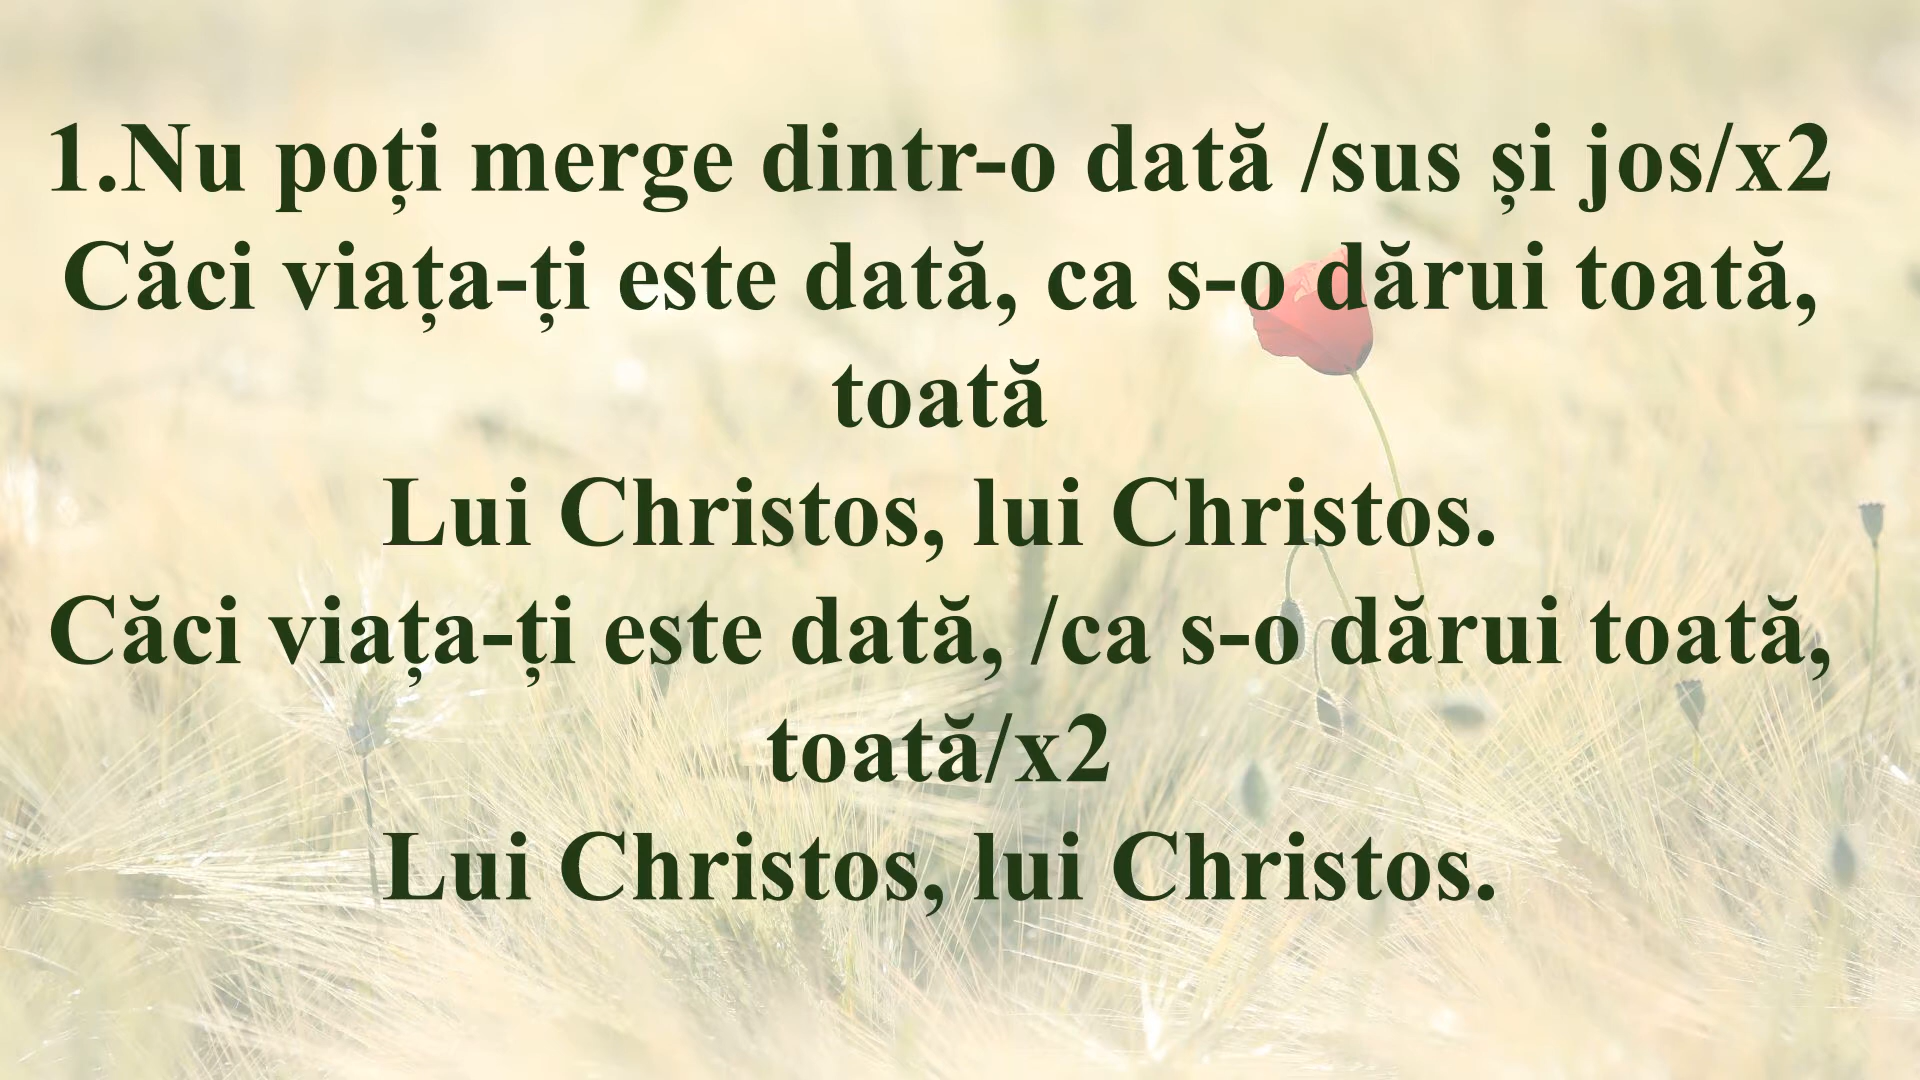 1.Nu poți merge dintr-o dată /sus și jos/x2
Căci viața-ți este dată, ca s-o dărui toată,
toată
Lui Christos, lui Christos.
Căci viața-ți este dată, /ca s-o dărui toată,
toată/x2
Lui Christos, lui Christos.